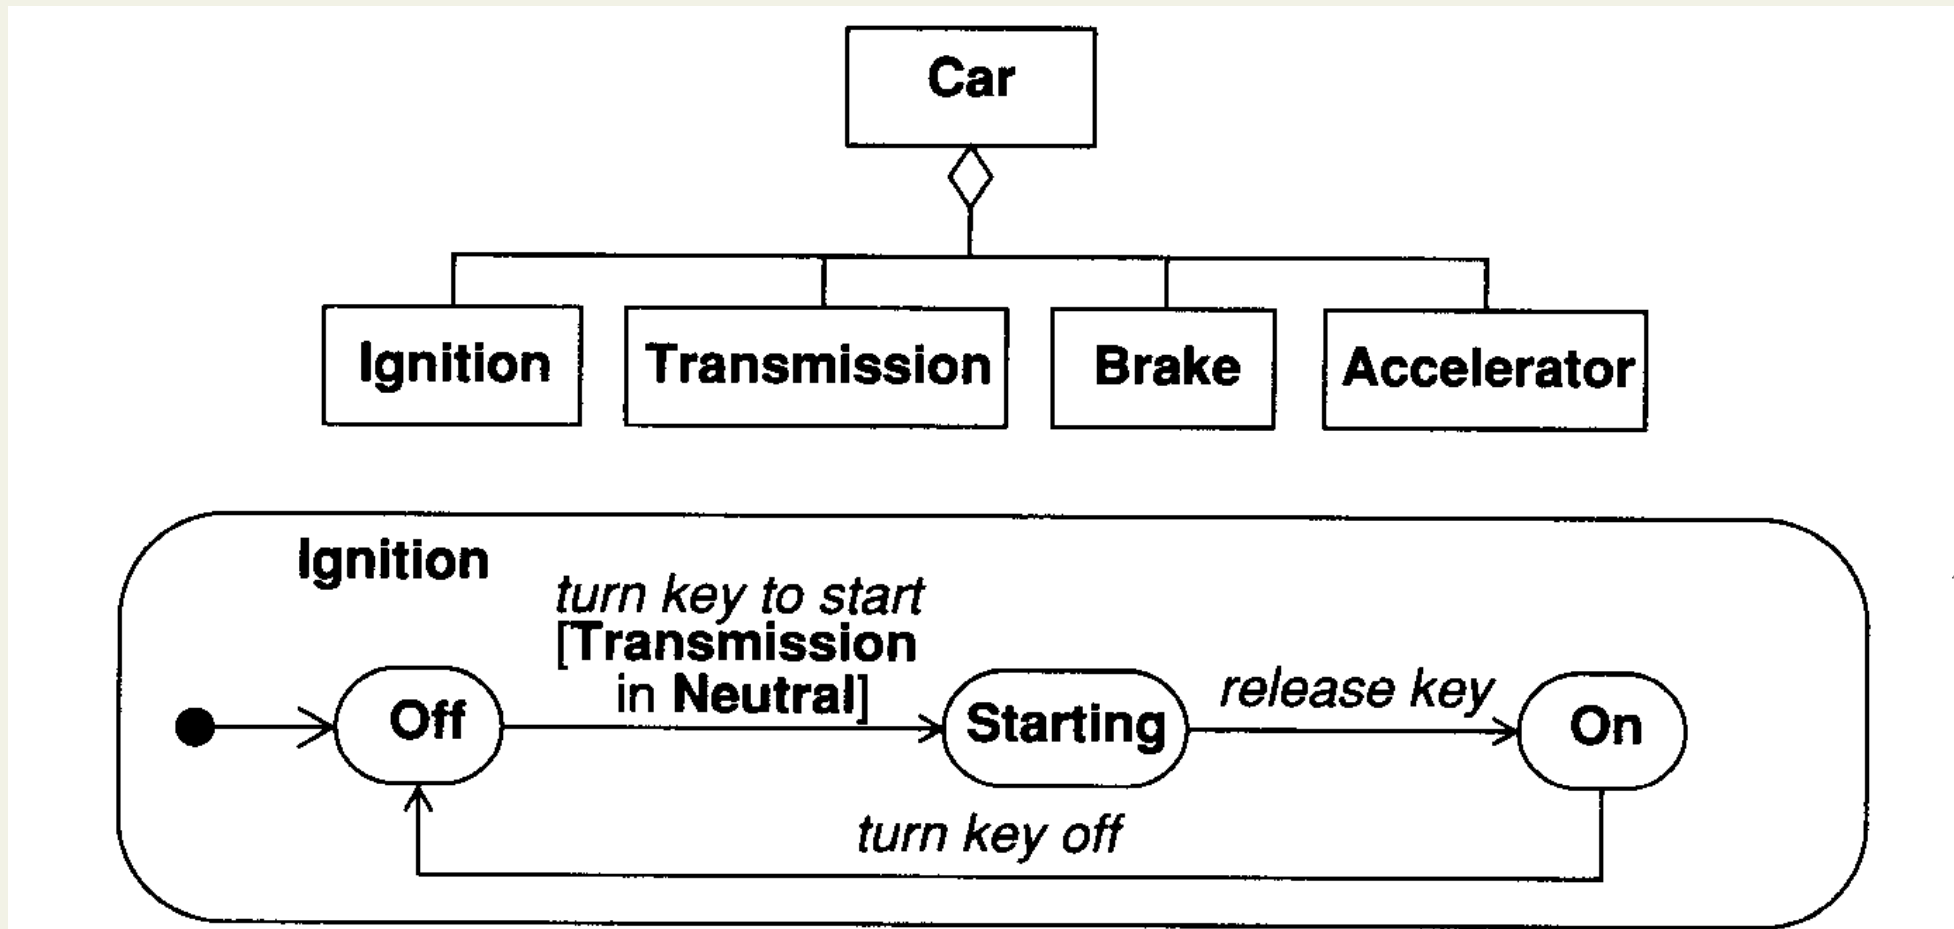 Car
Ignition
Transmission
Brake
Accelerator
Ignition
turn key to start
[Transmission
in Neutral]
Off
Starting
release key
On
turn key off